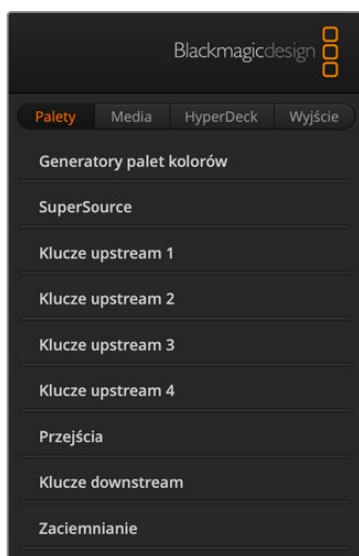 Blackmagicdesign
Palety Media HyperDeck Wyjście
Generatory palet kolorów
SuperSource
Klucze upstream 1
Klucze upstream 2
Klucze upstream 3
Klucze upstream 4
Przejścia
Klucze downstream
Zaciemnianie